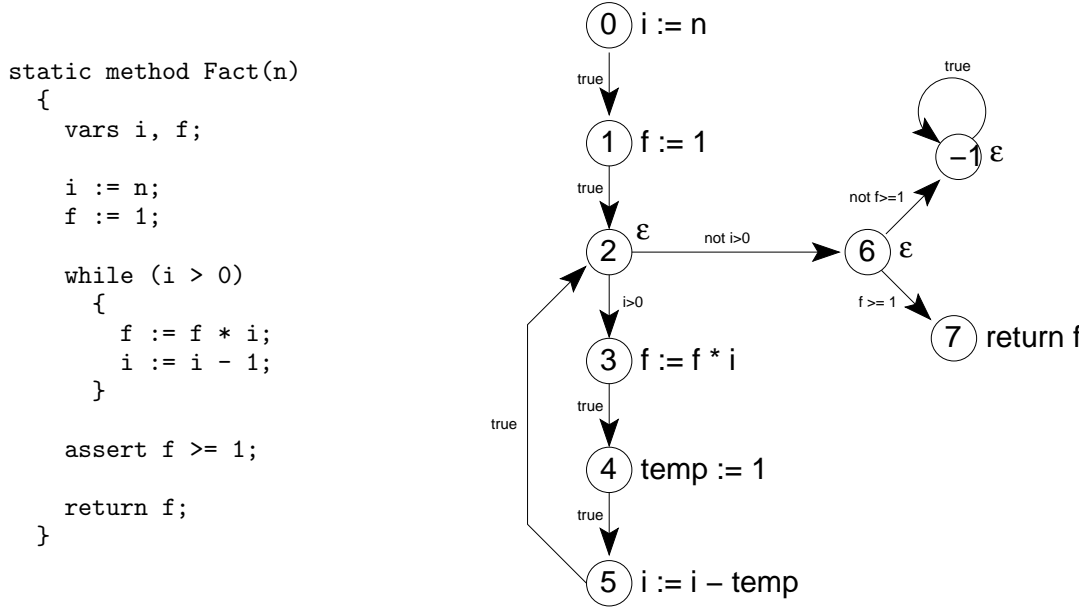 static method Fact(n)
{
vars i, f;
i := n;
f := 1;
while (i > 0)
{
f := f * i;
i := i - 1;
}
assert f >= 1;
return f;
}
0 i := n
true
1 f := 1
true
2 ε
not i>0
i>0
3 f := f * i
true
4 temp := 1
true
5 i := i − temp
true
6 ε
not f>=1
f >= 1
true
−1 ε
7 return f